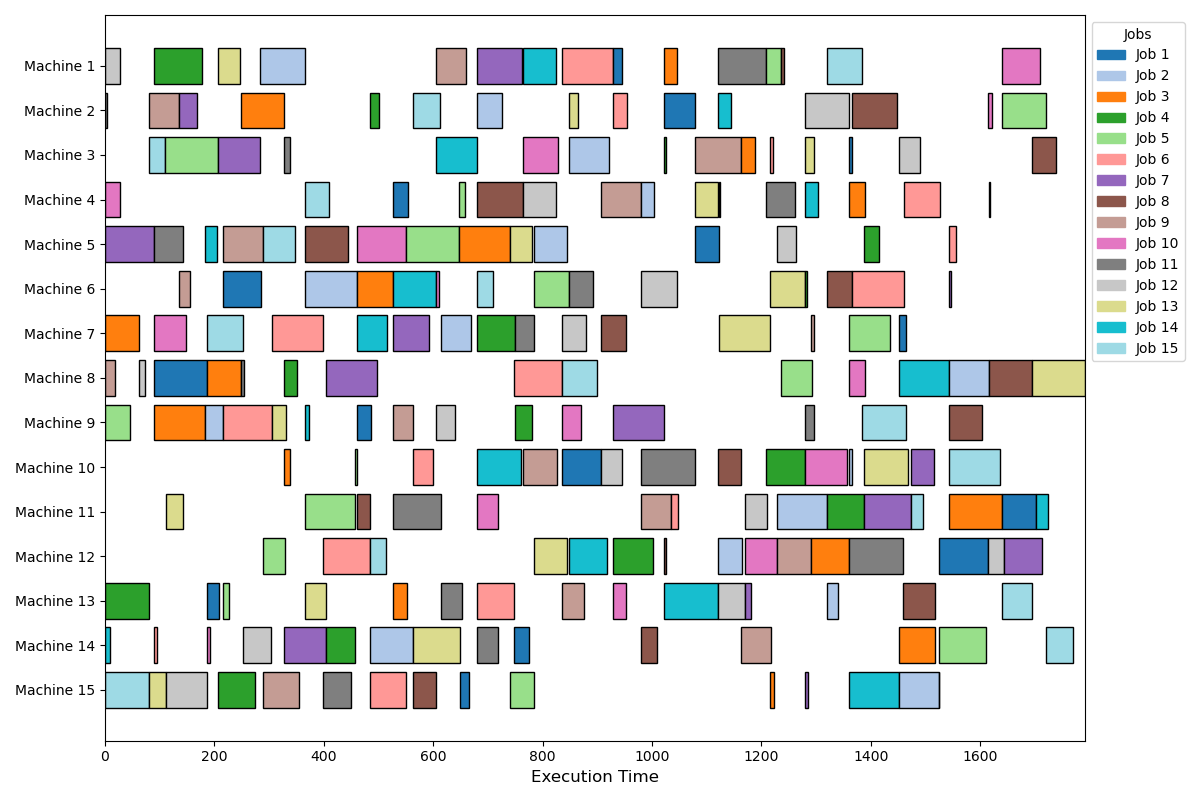 Machine 1
Machine 2
Machine 3
Machine 4
Machine 5
Machine 6
Machine 7
Machine 8
Machine 9
Machine 10
Machine 11
Machine 12
Machine 13
Machine 14
Machine 15
0 200 400 600 800 1000 1200 1400 1600
Execution Time
Jobs
Job 1
Job 2
Job 3
Job 4
Job 5
Job 6
Job 7
Job 8
Job 9
Job 10
Job 11
Job 12
Job 13
Job 14
Job 15